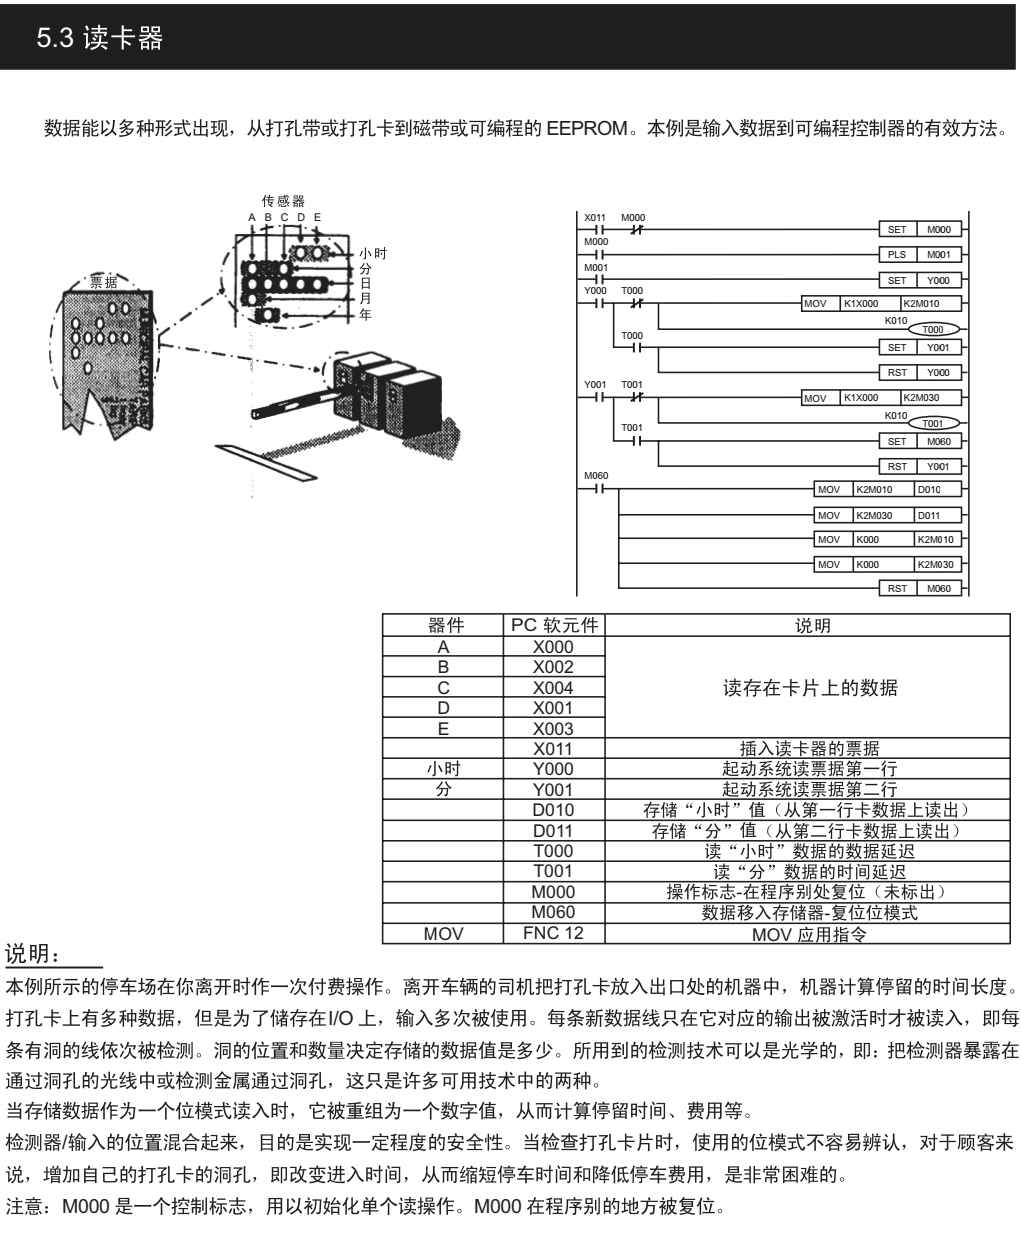 5.3 读卡器
数据能以多种形式出现，从打孔带或打孔卡到磁带或可编程的 EEPROM。本例是输入数据到可编程控制器的有效方法。
传感器
A B C D E
小时
分
日
月
年
票据
X011 M000
SET M000
M000
PLS M001
M001
SET Y000
Y000 T000
MOV K1X000 K2M010
K010
T000
T000
SET Y001
RST Y000
Y001 T001
MOV K1X000 K2M030
K010
T001
T001
SET M060
RST Y001
M060
MOV K2M010 D010
MOV K2M030 D011
MOV K000 K2M010
MOV K000 K2M030
RST M060
器件 PC 软元件 说明
A X000
B X002
C X004 读存在卡片上的数据
D X001
E X003
X011 插入读卡器的票据
小时 Y000 起动系统读票据第一行
分 Y001 起动系统读票据第二行
D010 存储“小时”值（从第一行卡数据上读出）
D011 存储“分”值（从第二行卡数据上读出）
T000 读“小时”数据的数据延迟
T001 读“分”数据的时间延迟
M000 操作标志-在程序别处复位（未标出）
M060 数据移入存储器-复位位模式
MOV FNC 12 MOV 应用指令
说明：
本例所示的停车场在你离开时作一次付费操作。离开车辆的司机把打孔卡放入出口处的机器中，机器计算停留的时间长度。
打孔卡上有多种数据，但是为了储存在I/O 上，输入多次被使用。每条新数据线只在它对应的输出被激活时才被读入，即每
条有洞的线依次被检测。洞的位置和数量决定存储的数据值是多少。所用到的检测技术可以是光学的，即：把检测器暴露在
通过洞孔的光线中或检测金属通过洞孔，这只是许多可用技术中的两种。
当存储数据作为一个位模式读入时，它被重组为一个数字值，从而计算停留时间、费用等。
检测器/输入的位置混合起来，目的是实现一定程度的安全性。当检查打孔卡片时，使用的位模式不容易辨认，对于顾客来
说，增加自己的打孔卡的洞孔，即改变进入时间，从而缩短停车时间和降低停车费用，是非常困难的。
注意：M000 是一个控制标志，用以初始化单个读操作。M000 在程序别的地方被复位。